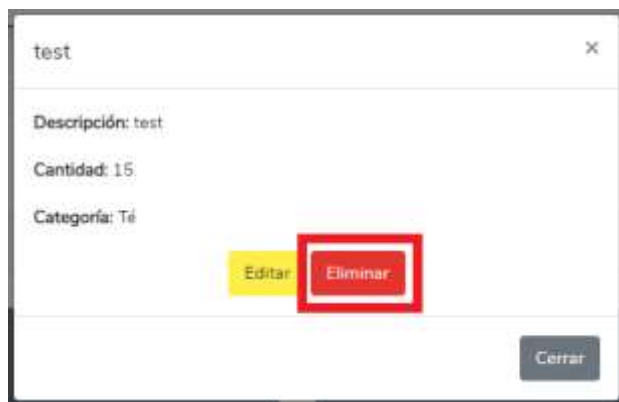 test ×
Descripción: test
Cantidad: 15
Categoría: Té
Editar Eliminar
Cerrar